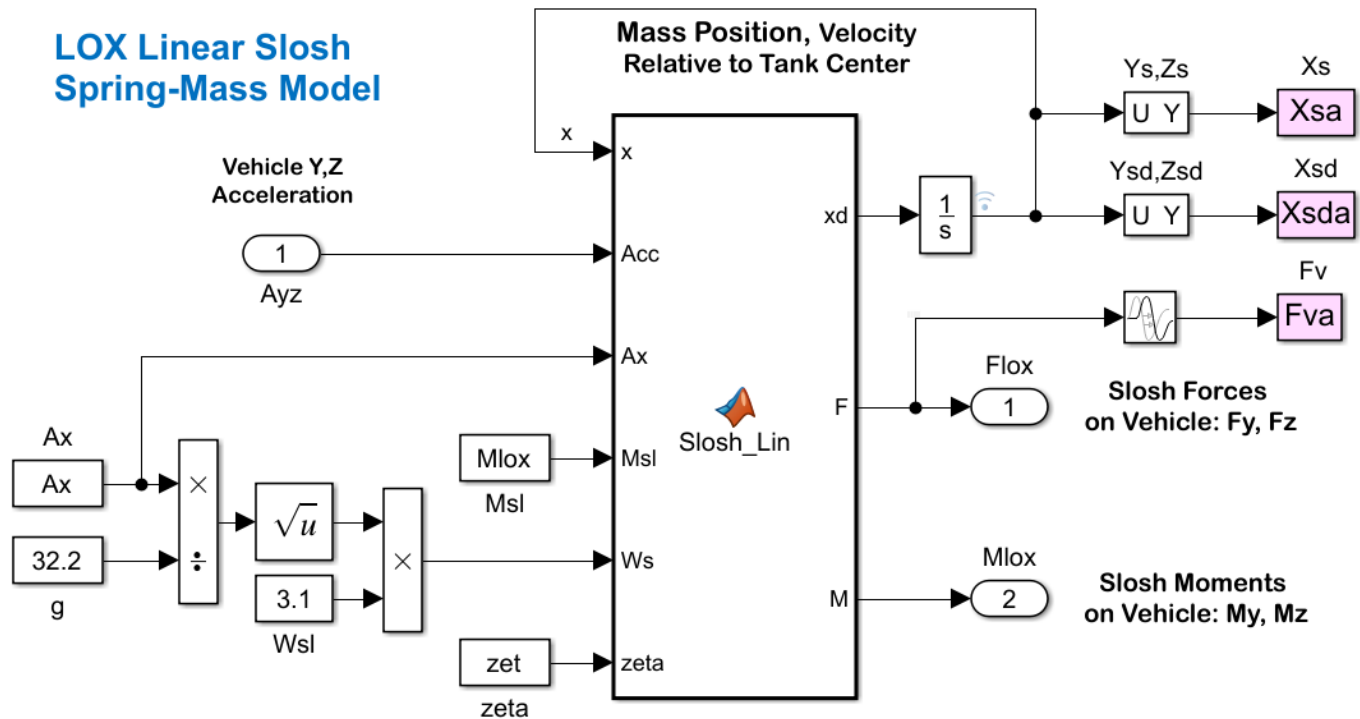 LOX Linear Slosh
Spring-Mass Model
Mass Position, Velocity
Relative to Tank Center
x
x
Vehicle Y,Z
Acceleration
1
Ayz
Acc
Ax
Ax
Ax
32.2
g
×
÷
√u
3.1
Wsl
×
Mlox
Msl
Msl
Ws
zet
zeta
zeta
Slosh_Lin
xd
F
M
1
s
Ys,Zs
U Y
Xs
Xsa
Ysd,Zsd
U Y
Xsd
Xsda
Fv
Fva
Flox
1
Slosh Forces
on Vehicle: Fy, Fz
Mlox
2
Slosh Moments
on Vehicle: My, Mz